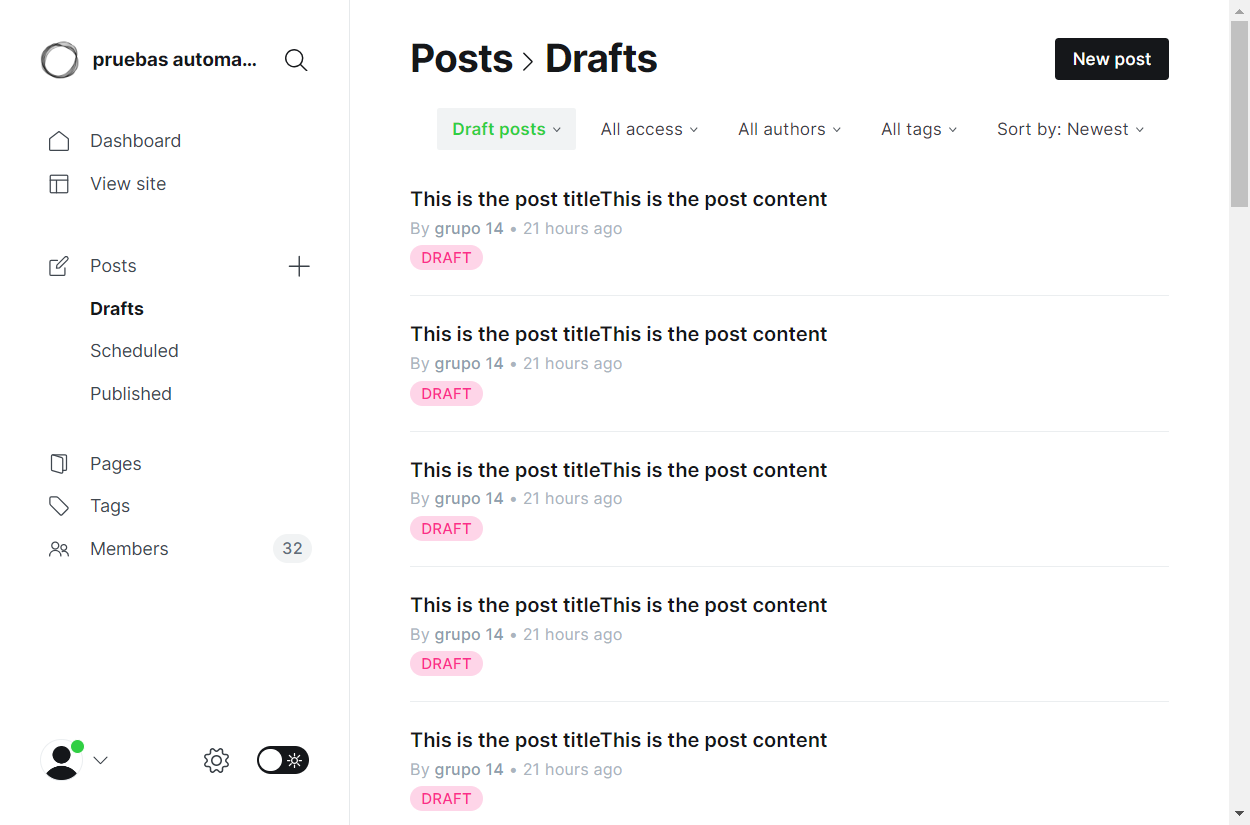 pruebas automa...
Dashboard
View site
Posts
Drafts
Scheduled
Published
Pages
Tags
Members 32
Posts > Drafts
New post
Draft posts All access All authors All tags Sort by: Newest
This is the post titleThis is the post content
By grupo 14 • 21 hours ago
DRAFT
This is the post titleThis is the post content
By grupo 14 • 21 hours ago
DRAFT
This is the post titleThis is the post content
By grupo 14 • 21 hours ago
DRAFT
This is the post titleThis is the post content
By grupo 14 • 21 hours ago
DRAFT
This is the post titleThis is the post content
By grupo 14 • 21 hours ago
DRAFT